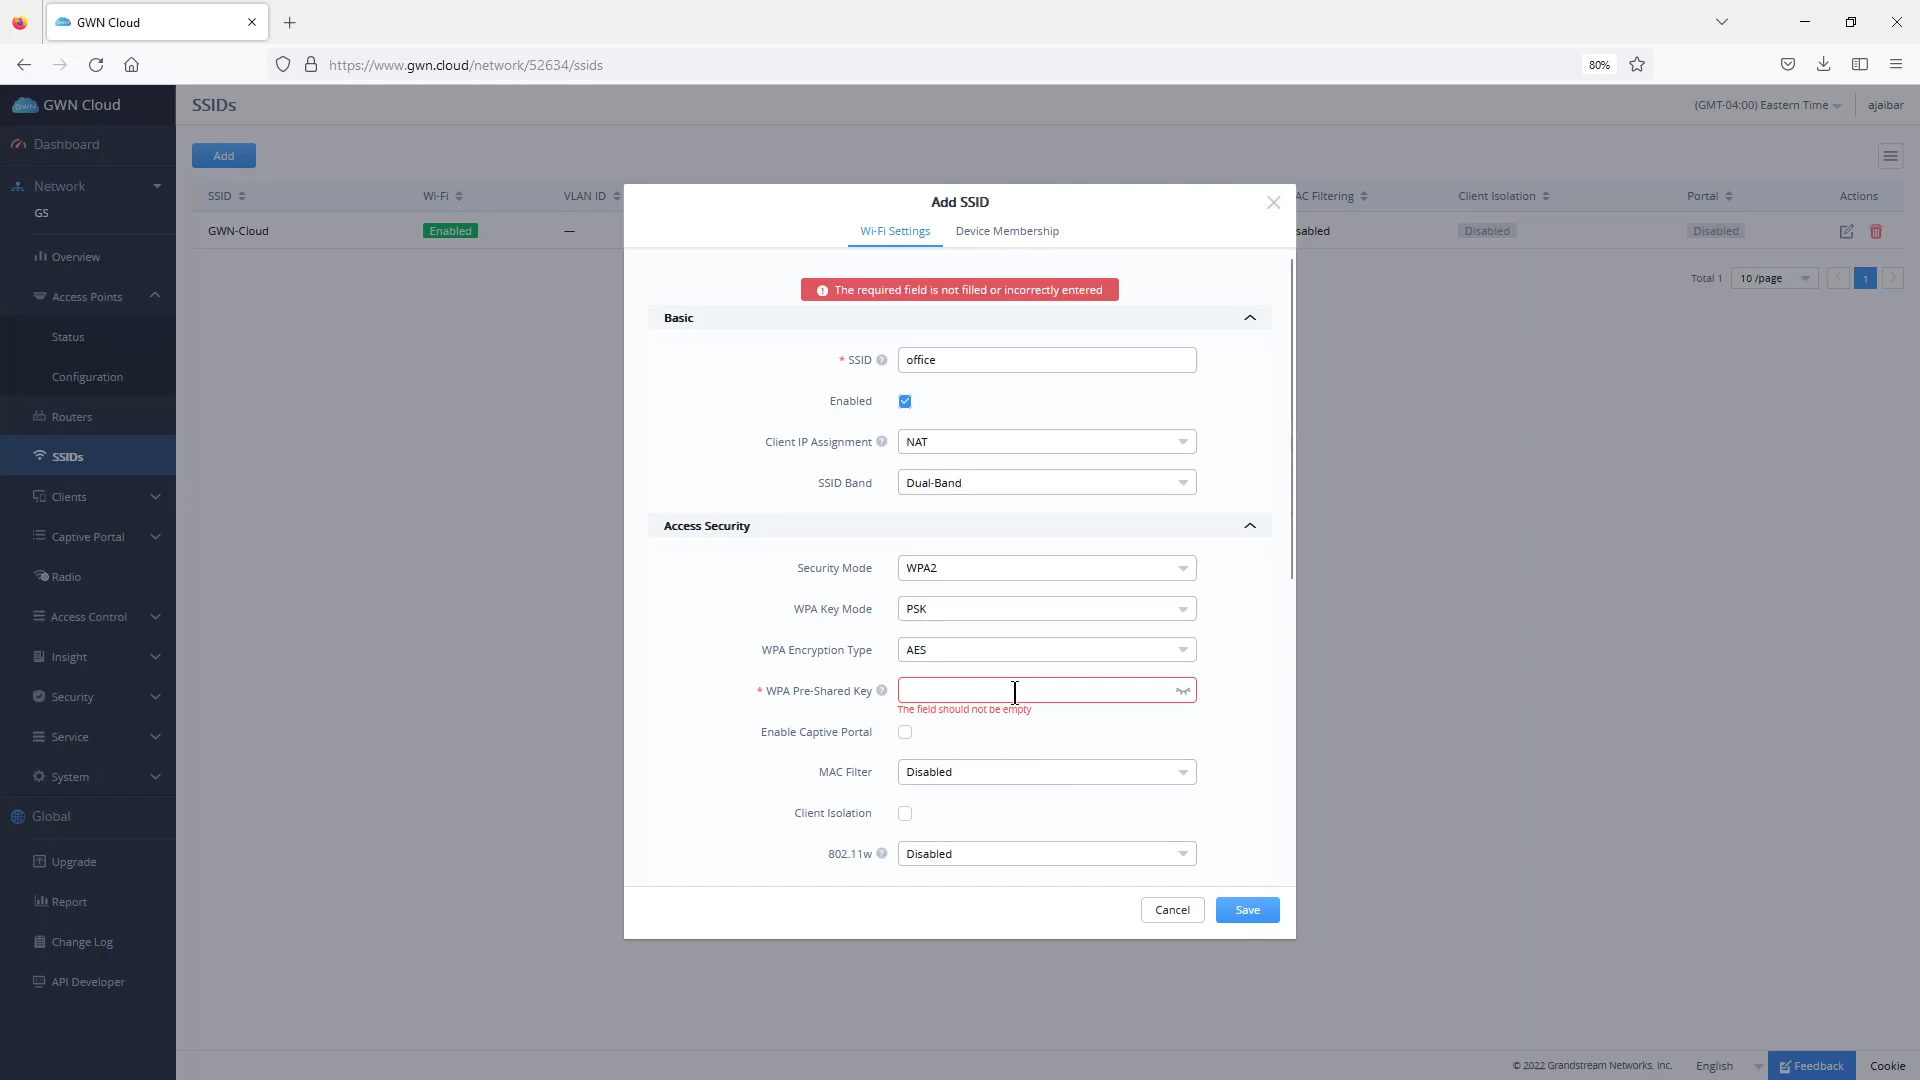 GWN Cloud
https://www.gwn.cloud/network/52634/ssids
80%
GWN Cloud
SSIDs
(GMT-04:00) Eastern Time
ajaibar
Dashboard
Network
GS
Overview
Access Points
Status
Configuration
Routers
SSIDs
Clients
Captive Portal
Radio
Access Control
Insight
Security
Service
System
Global
Upgrade
Report
Change Log
API Developer
Add
SSID Wi-Fi VLAN ID AC Filtering Client Isolation Portal Actions
GWN-Cloud Enabled — sabled Disabled Disabled
Total 1 10 /page 1
Add SSID
Wi-Fi Settings Device Membership
The required field is not filled or incorrectly entered
Basic
* SSID office
Enabled
Client IP Assignment NAT
SSID Band Dual-Band
Access Security
Security Mode WPA2
WPA Key Mode PSK
WPA Encryption Type AES
* WPA Pre-Shared Key
The field should not be empty
Enable Captive Portal
MAC Filter Disabled
Client Isolation
802.11w Disabled
Cancel Save
© 2022 Grandstream Networks, Inc. English Feedback Cookie